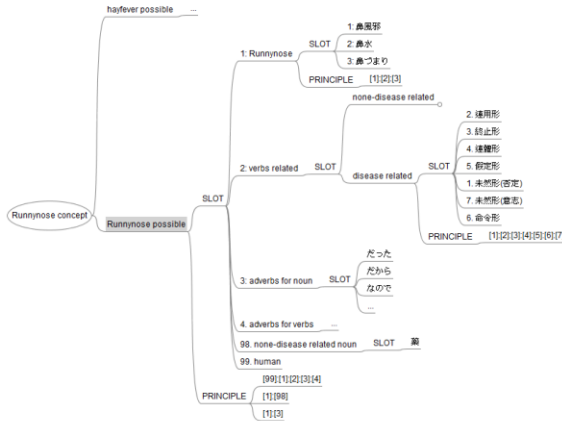 Runnynose concept
hayfever possible
...
Runnynose possible
SLOT
1: Runnynose
SLOT
1: 鼻風邪
2: 鼻水
3: 鼻づまり
PRINCIPLE
[1];[2];[3]
2: verbs related
SLOT
none-disease related
disease related
SLOT
2. 連用形
3. 終止形
4. 連體形
5. 假定形
1. 未然形(否定)
7. 未然形(意志)
6. 命令形
PRINCIPLE
[1];[2];[3];[4];[5];[6];[7
3: adverbs for noun
SLOT
だった
だから
なので
...
4. adverbs for verbs
...
98. none-disease related noun
SLOT
99. human
PRINCIPLE
[99];[1];[2];[3];[4]
[1];[98]
[1];[3]